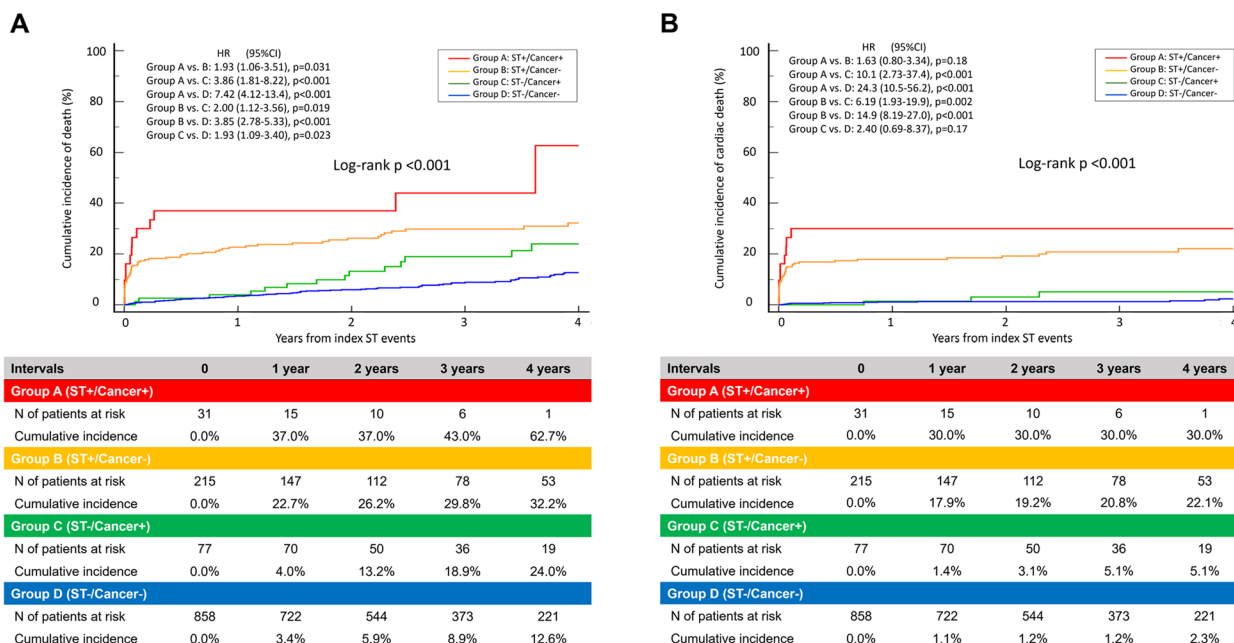 A
HR (95%CI)
Group A vs. B: 1.93 (1.06-3.51), p=0.031
Group A vs. C: 3.86 (1.81-8.22), p<0.001
Group A vs. D: 7.42 (4.12-13.4), p<0.001
Group B vs. C: 2.00 (1.12-3.56), p=0.019
Group B vs. D: 3.85 (2.78-5.33), p<0.001
Group C vs. D: 1.93 (1.09-3.40), p=0.023
Group A: ST+/Cancer+
Group B: ST+/Cancer-
Group C: ST-/Cancer+
Group D: ST-/Cancer-
Log-rank p <0.001
Cumulative incidence of death (%)
100
80
60
40
20
0
0 1 2 3 4
Years from index ST events
Intervals 0 1 year 2 years 3 years 4 years
Group A (ST+/Cancer+)
N of patients at risk 31 15 10 6 1
Cumulative incidence 0.0% 37.0% 37.0% 43.0% 62.7%
Group B (ST+/Cancer-)
N of patients at risk 215 147 112 78 53
Cumulative incidence 0.0% 22.7% 26.2% 29.8% 32.2%
Group C (ST-/Cancer+)
N of patients at risk 77 70 50 36 19
Cumulative incidence 0.0% 4.0% 13.2% 18.9% 24.0%
Group D (ST-/Cancer-)
N of patients at risk 858 722 544 373 221
Cumulative incidence 0.0% 3.4% 5.9% 8.9% 12.6%
B
HR (95%CI)
Group A vs. B: 1.63 (0.80-3.34), p=0.18
Group A vs. C: 10.1 (2.73-37.4), p<0.001
Group A vs. D: 24.3 (10.5-56.2), p<0.001
Group B vs. C: 6.19 (1.93-19.9), p=0.002
Group B vs. D: 14.9 (8.19-27.0), p<0.001
Group C vs. D: 2.40 (0.69-8.37), p=0.17
Group A: ST+/Cancer+
Group B: ST+/Cancer-
Group C: ST-/Cancer+
Group D: ST-/Cancer-
Log-rank p <0.001
Cumulative incidence of cardiac death (%)
100
80
60
40
20
0
0 1 2 3 4
Years from index ST events
Intervals 0 1 year 2 years 3 years 4 years
Group A (ST+/Cancer+)
N of patients at risk 31 15 10 6 1
Cumulative incidence 0.0% 30.0% 30.0% 30.0% 30.0%
Group B (ST+/Cancer-)
N of patients at risk 215 147 112 78 53
Cumulative incidence 0.0% 17.9% 19.2% 20.8% 22.1%
Group C (ST-/Cancer+)
N of patients at risk 77 70 50 36 19
Cumulative incidence 0.0% 1.4% 3.1% 5.1% 5.1%
Group D (ST-/Cancer-)
N of patients at risk 858 722 544 373 221
Cumulative incidence 0.0% 1.1% 1.2% 1.2% 2.3%